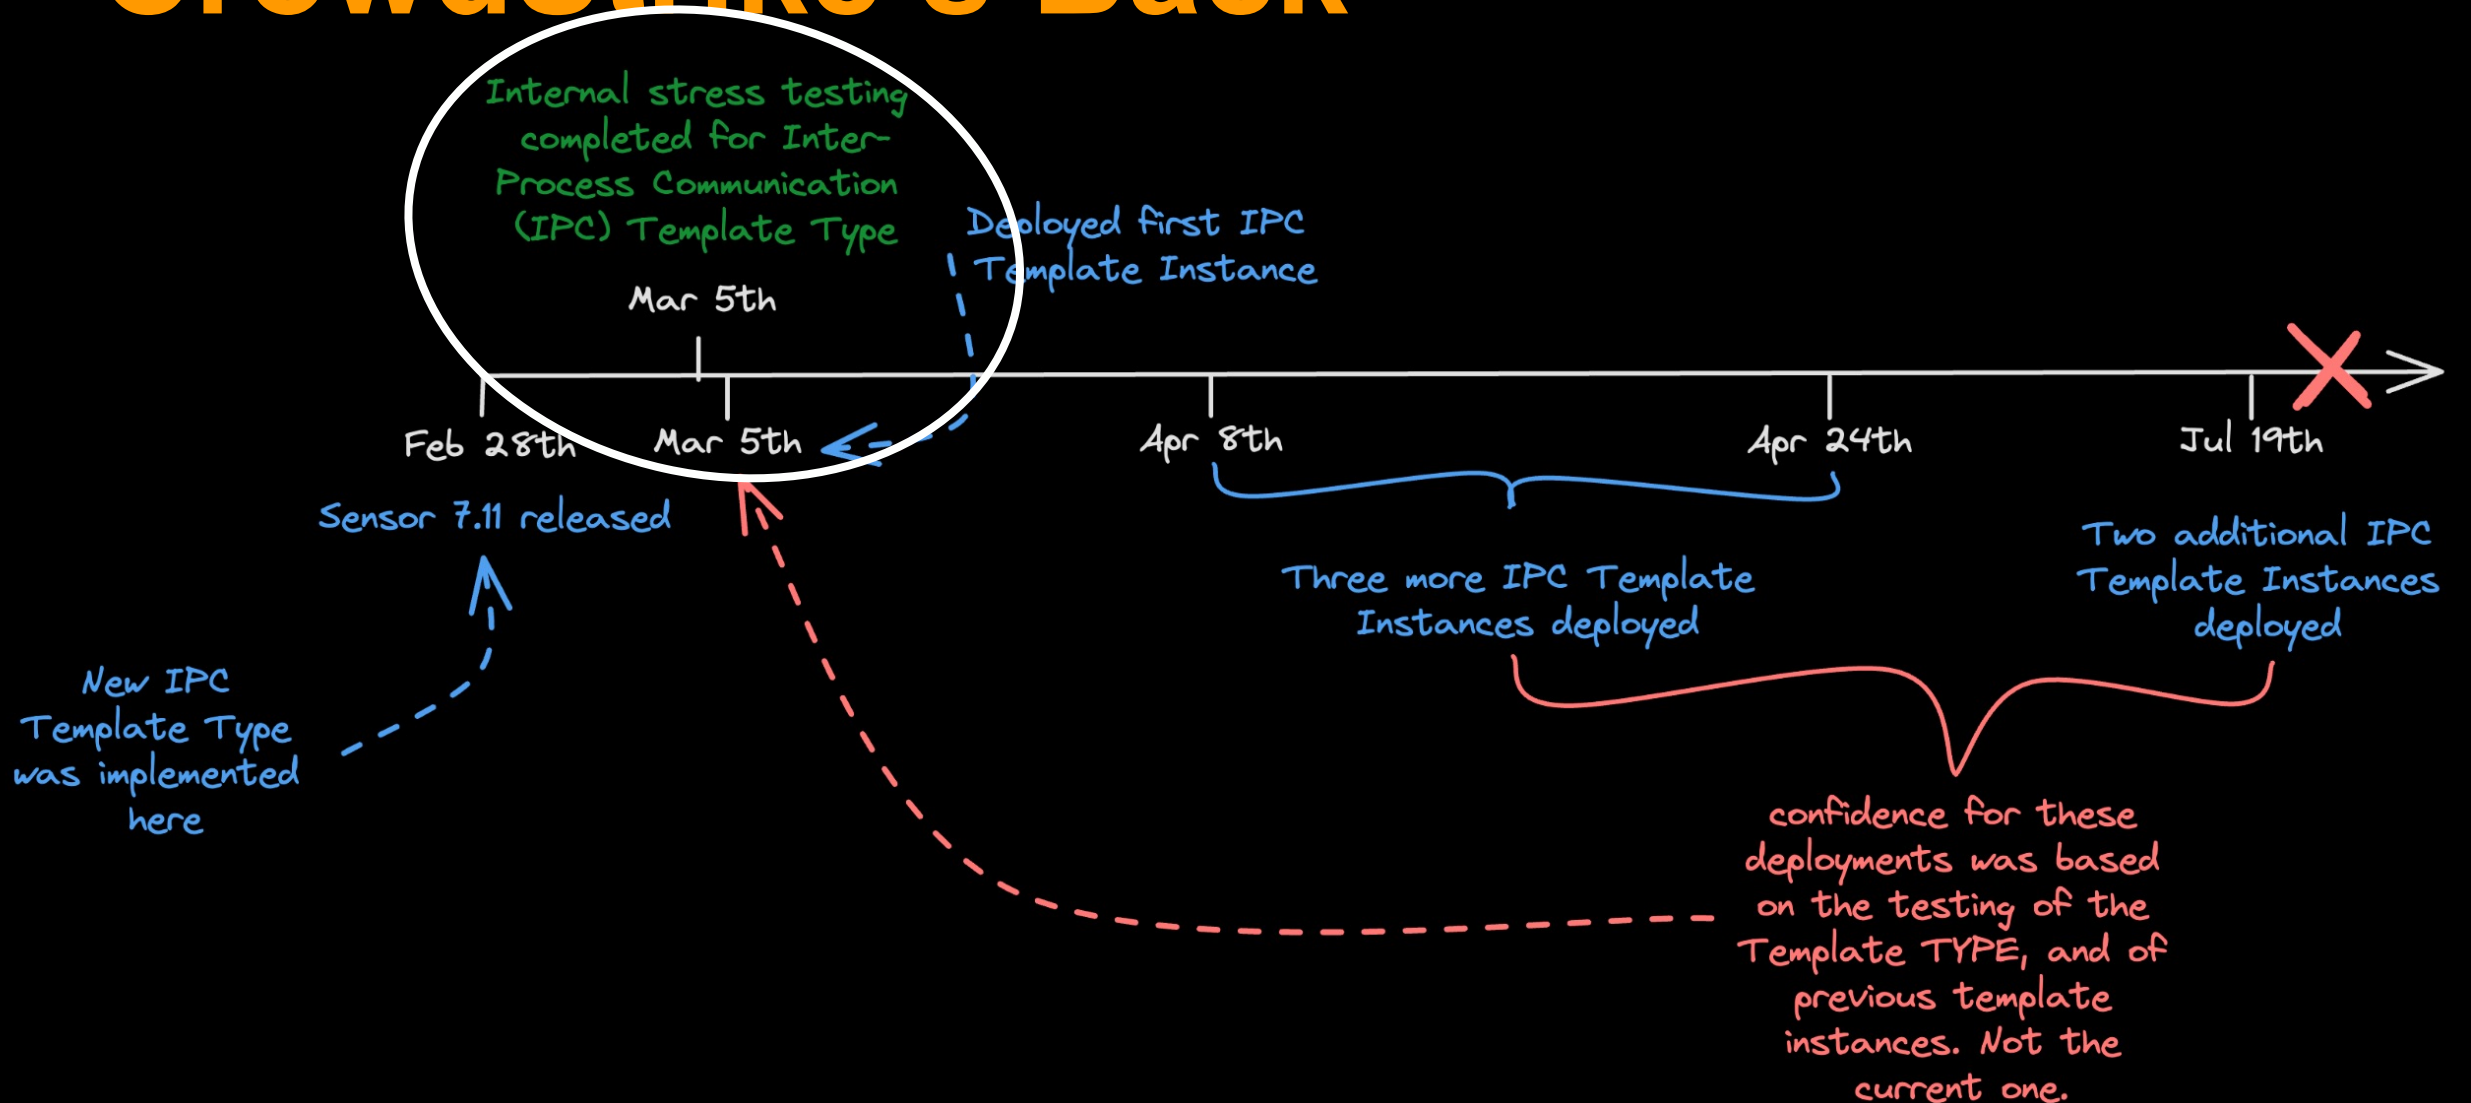 CrowdStrike's Back
Internal stress testing
completed for Inter-
Process Communication
(IPC) Template Type
Mar 5th
Deployed first IPC
Template Instance
Feb 28th
Mar 5th
Apr 8th
Apr 24th
Jul 19th
Sensor 7.11 released
New IPC
Template Type
was implemented
here
Three more IPC Template
Instances deployed
Two additional IPC
Template Instances
deployed
confidence for these
deployments was based
on the testing of the
Template TYPE, and of
previous template
instances. Not the
current one.